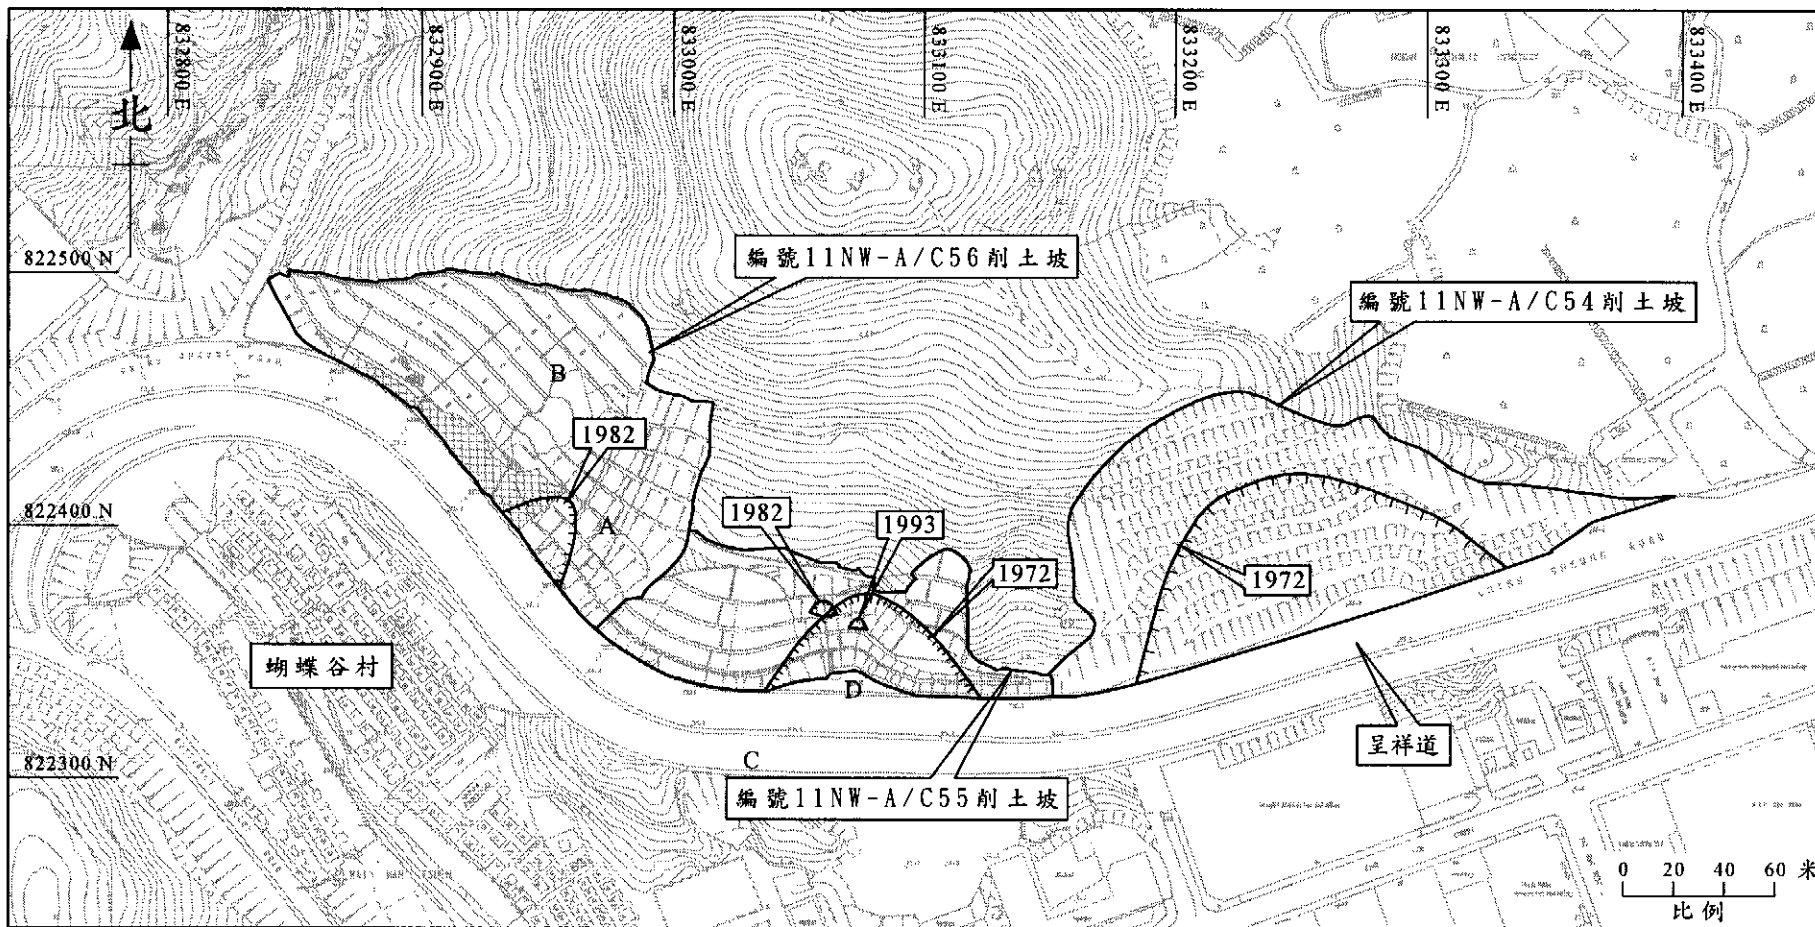 832800 E
832900 E
833000 E
833100 E
833200 E
833300 E
833400 E
北
822500 N
編號11NW-A/C56削土坡
編號11NW-A/C54削土坡
B
1982
822400 N
A
1982
1993
1972
1972
蝴蝶谷村
D
呈祥道
822300 N
C
編號11NW-A/C55削土坡
0 20 40 60 米
比例